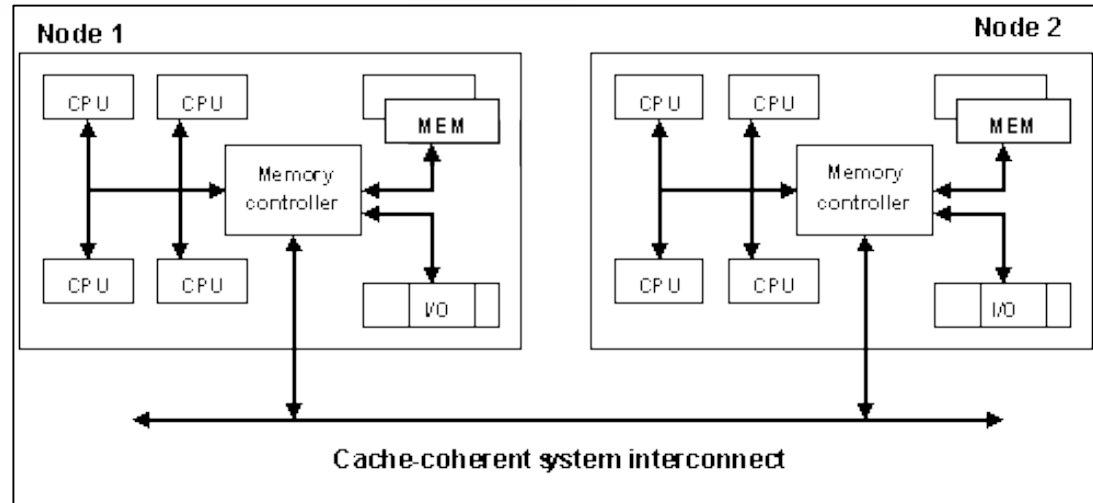 Node 1
CPU
CPU
MEM
Memory
controller
CPU
CPU
I/O
Node 2
CPU
CPU
MEM
Memory
controller
CPU
CPU
I/O
Cache-coherent system interconnect